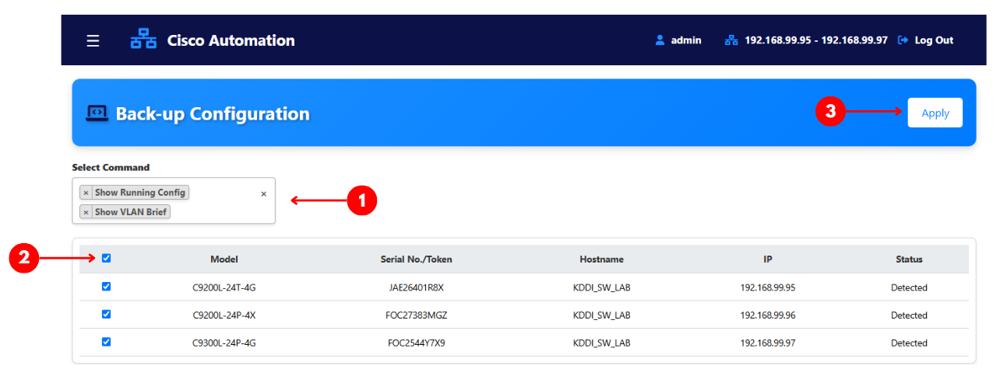 ☰ Cisco Automation admin 192.168.99.95 - 192.168.99.97 Log Out
Back-up Configuration 3 Apply
Select Command
× Show Running Config ×
× Show VLAN Brief
1
2 Model Serial No./Token Hostname IP Status
C9200L-24T-4G JAE26401R8X KDDI_SW_LAB 192.168.99.95 Detected
C9200L-24P-4X FOC27383MGZ KDDI_SW_LAB 192.168.99.96 Detected
C9300L-24P-4G FOC2544Y7X9 KDDI_SW_LAB 192.168.99.97 Detected